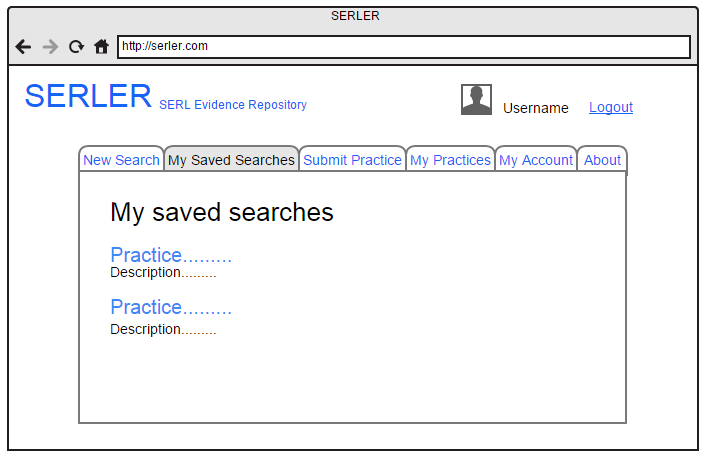 SERLER
http://serler.com
SERLER SERL Evidence Repository
Username Logout
New Search My Saved Searches Submit Practice My Practices My Account About
My saved searches
Practice.........
Description.........
Practice.........
Description.........